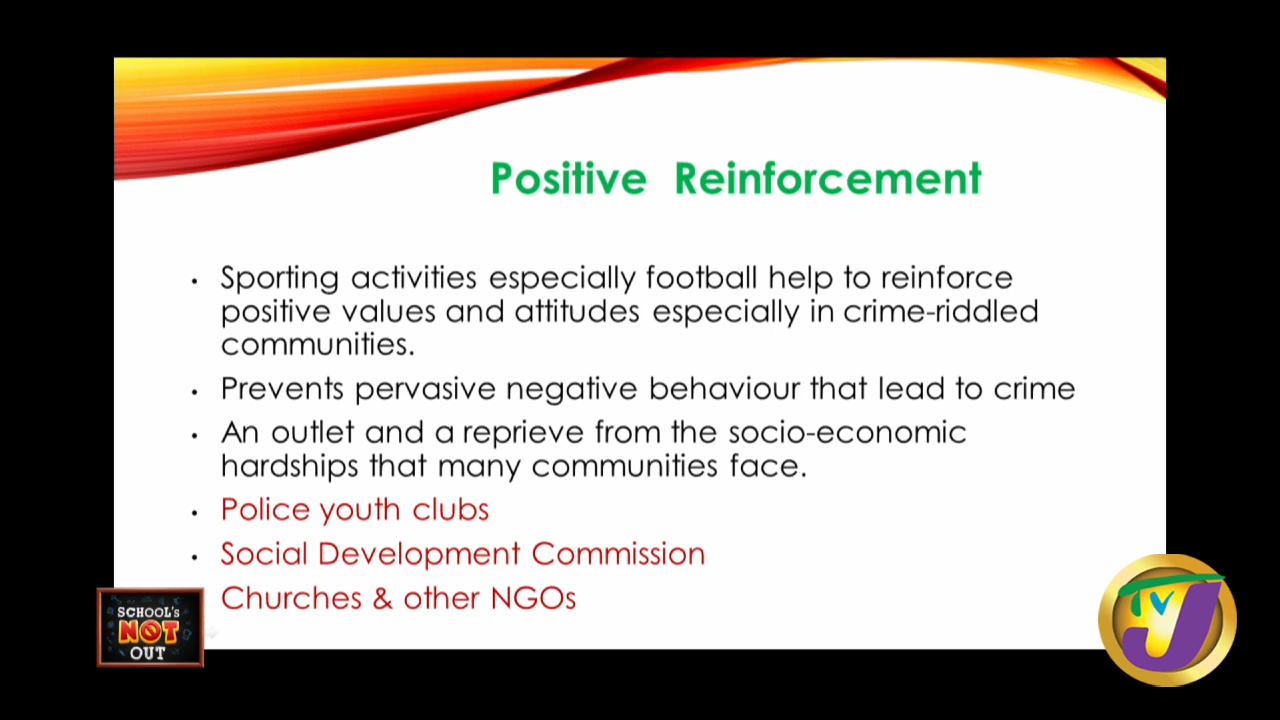 Positive Reinforcement
• Sporting activities especially football help to reinforce
positive values and attitudes especially in crime-riddled
communities.
• Prevents pervasive negative behaviour that lead to crime
• An outlet and a reprieve from the socio-economic
hardships that many communities face.
• Police youth clubs
• Social Development Commission
Churches & other NGOs
SCHOOL'S
NOT
OUT
TVJ